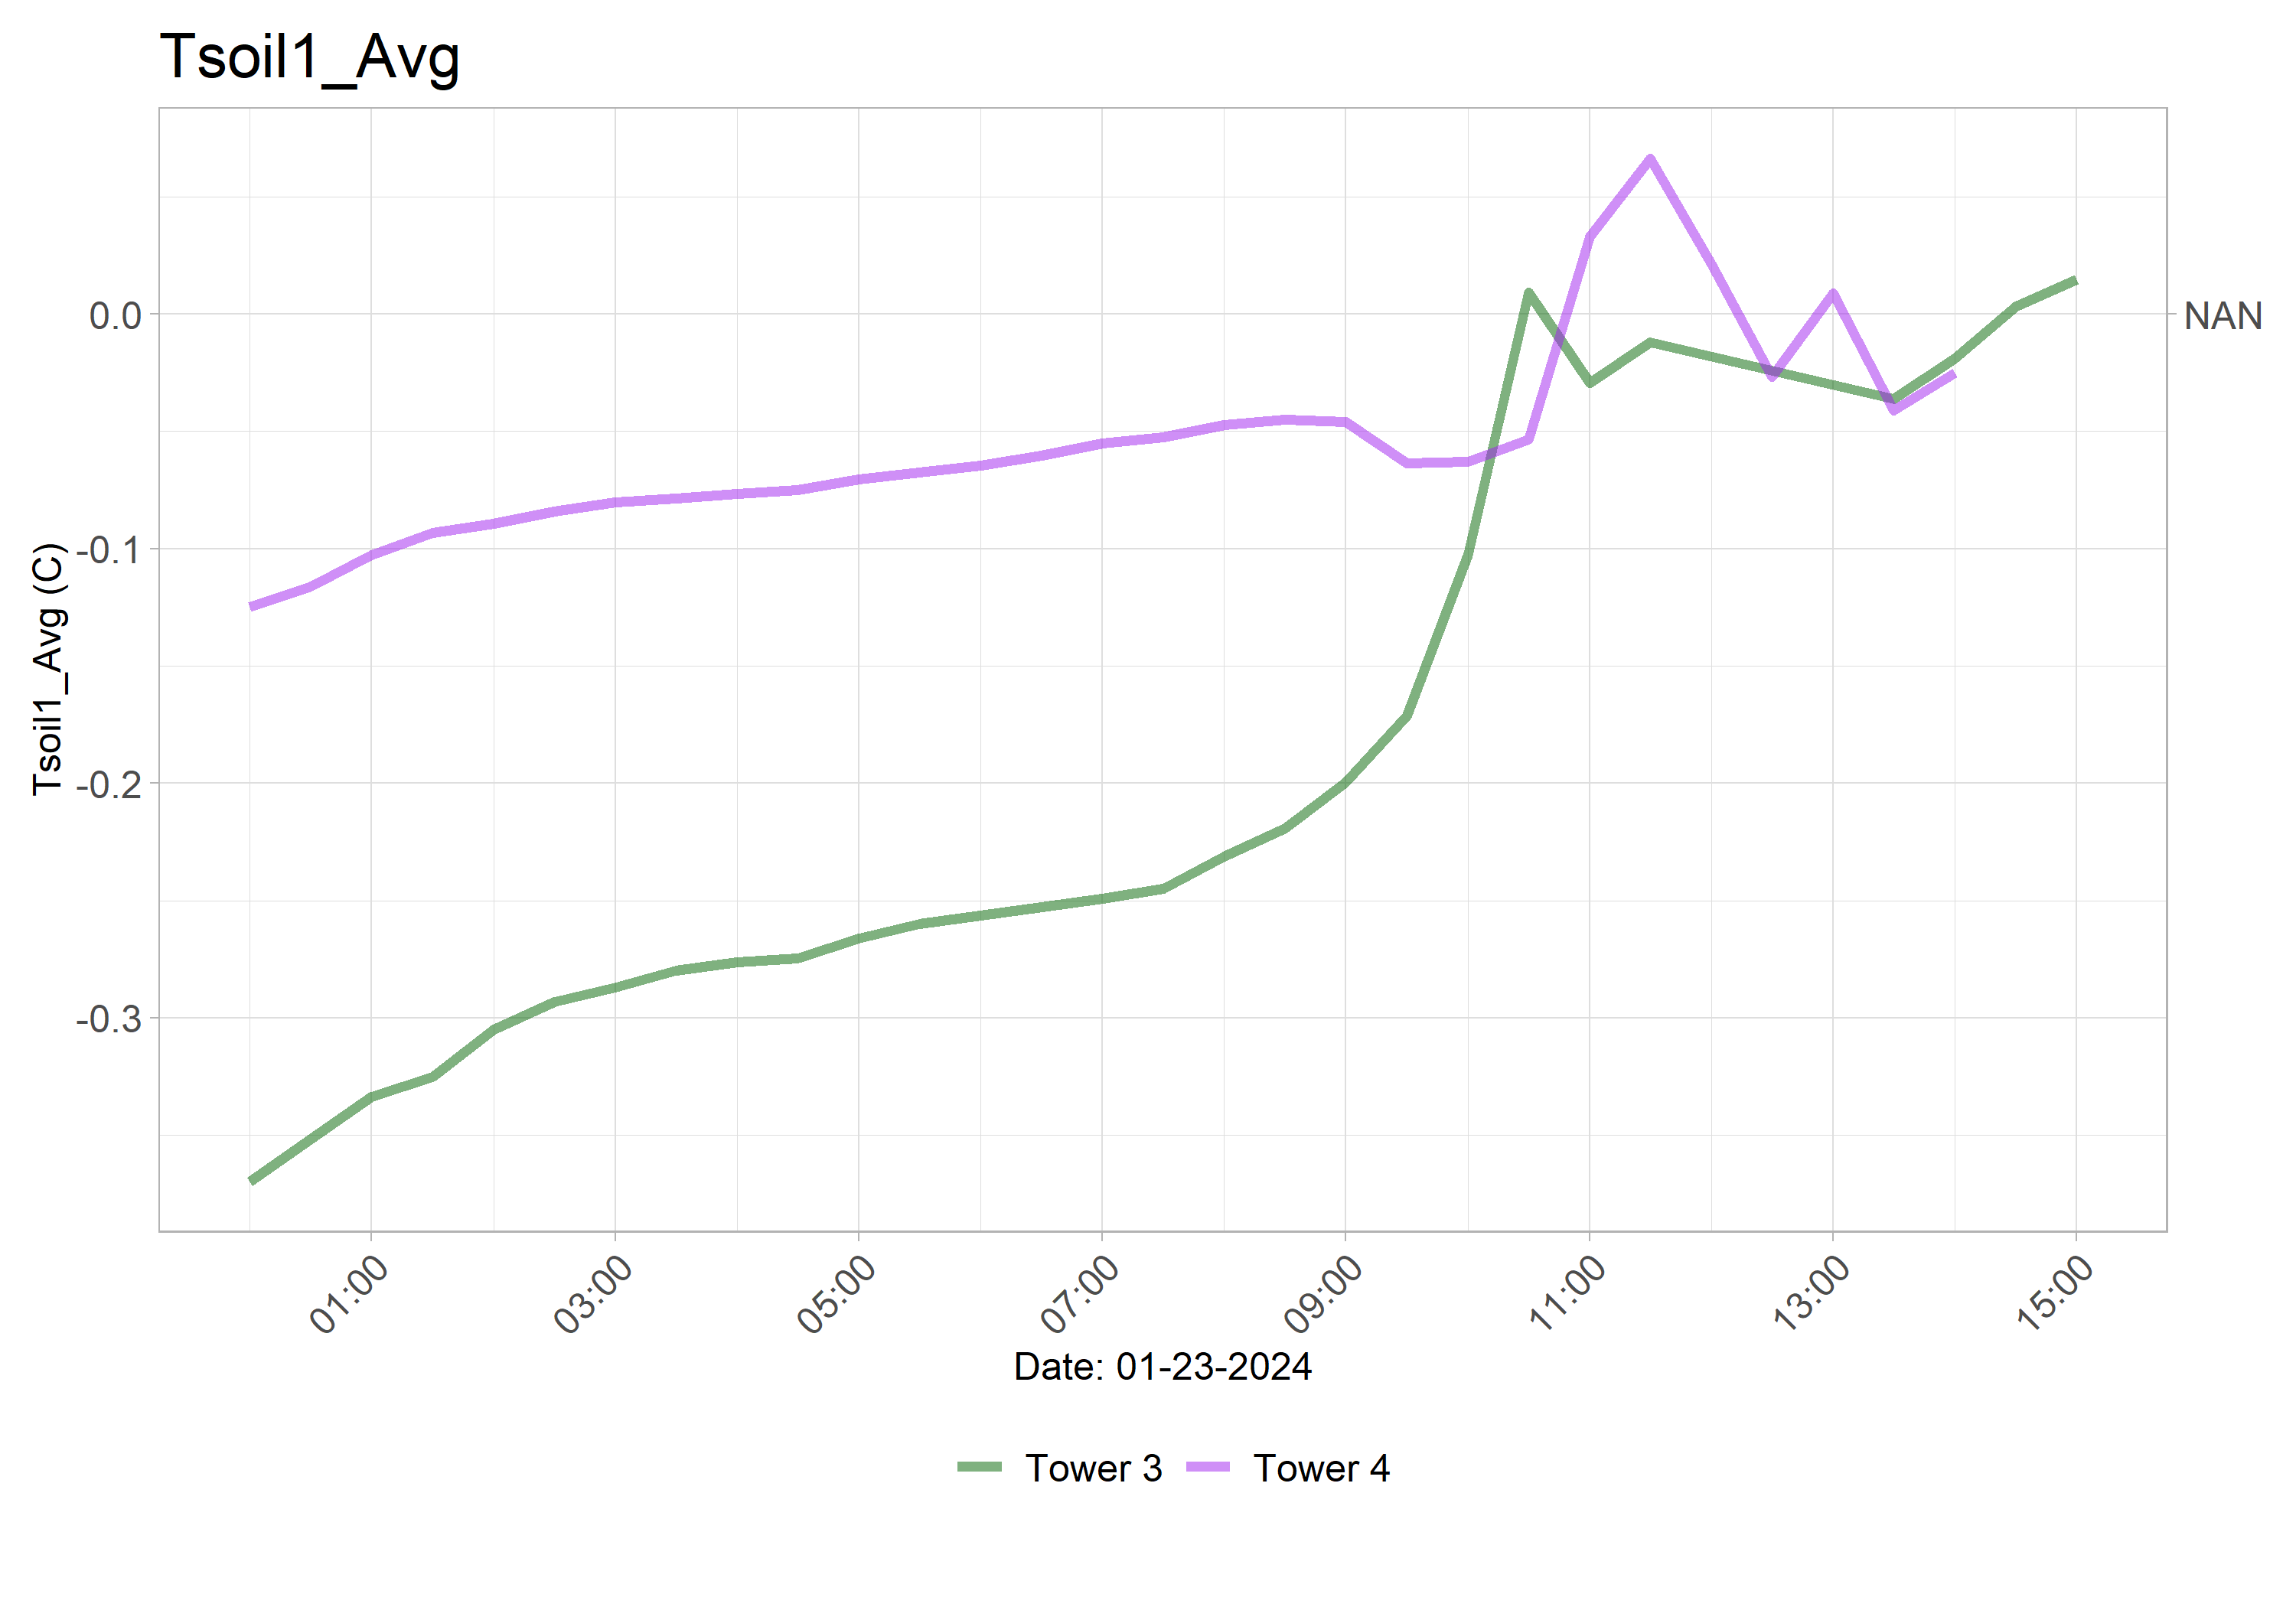 Tsoil1_Avg
Tsoil1_Avg (C)
0.0
-0.1
-0.2
-0.3
NAN
01:00 03:00 05:00 07:00 09:00 11:00 13:00 15:00
Date: 01-23-2024
Tower 3 Tower 4